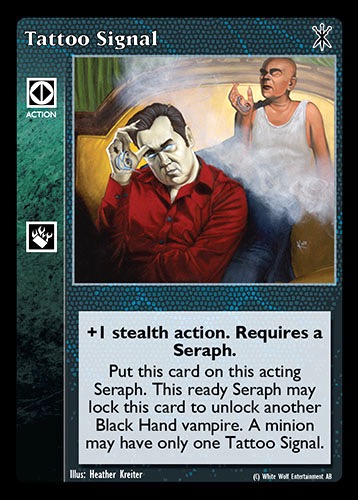 Tattoo Signal
ACTION
+1 stealth action. Requires a
Seraph.
Put this card on this acting
Seraph. This ready Seraph may
lock this card to unlock another
Black Hand vampire. A minion
may have only one Tattoo Signal.
Illus: Heather Kreiter
(C) White Wolf Entertainment AB